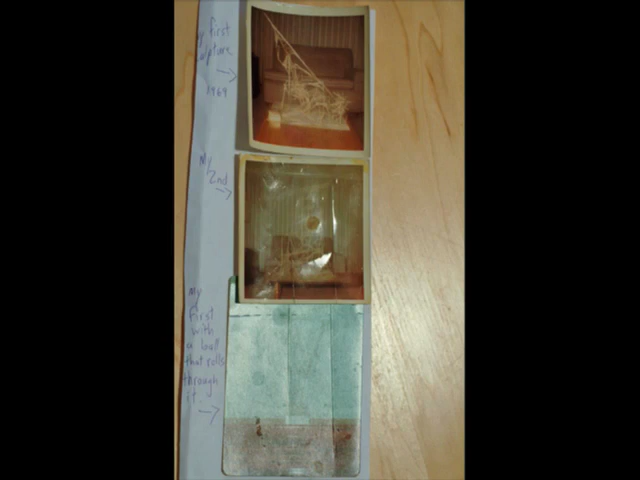 My first
sculpture
1969
My
2nd
My
first
with
a ball
that rolls
through
it.